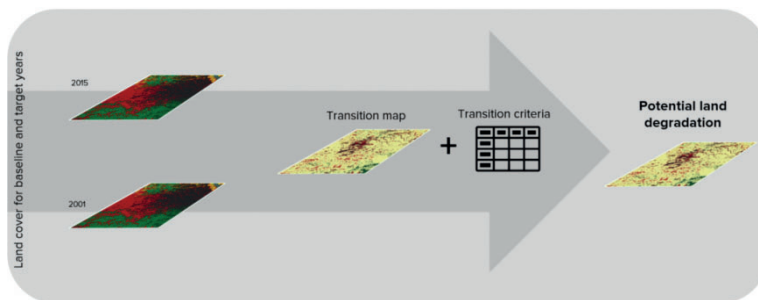 Land cover for baseline and target years
2015
2001
Transition map
Transition criteria
Potential land
degradation